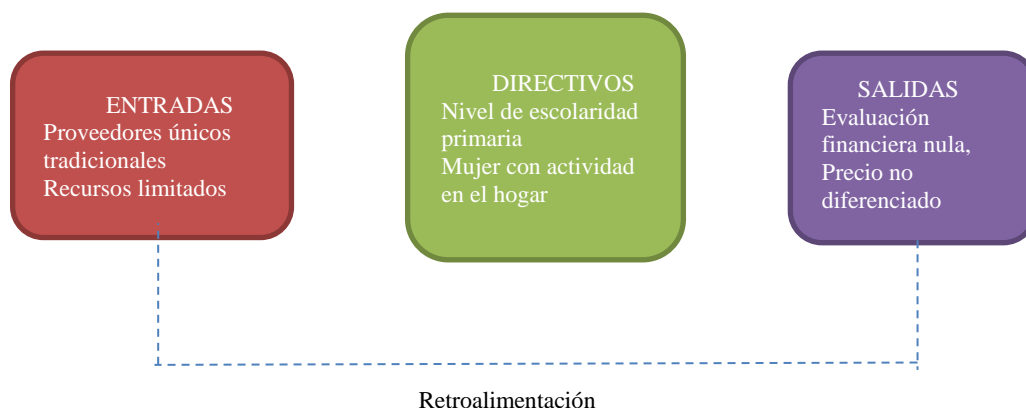 ENTRADAS
Proveedores únicos
tradicionales
Recursos limitados
DIRECTIVOS
Nivel de escolaridad
primaria
Mujer con actividad
en el hogar
SALIDAS
Evaluación
financiera nula,
Precio no
diferenciado
Retroalimentación